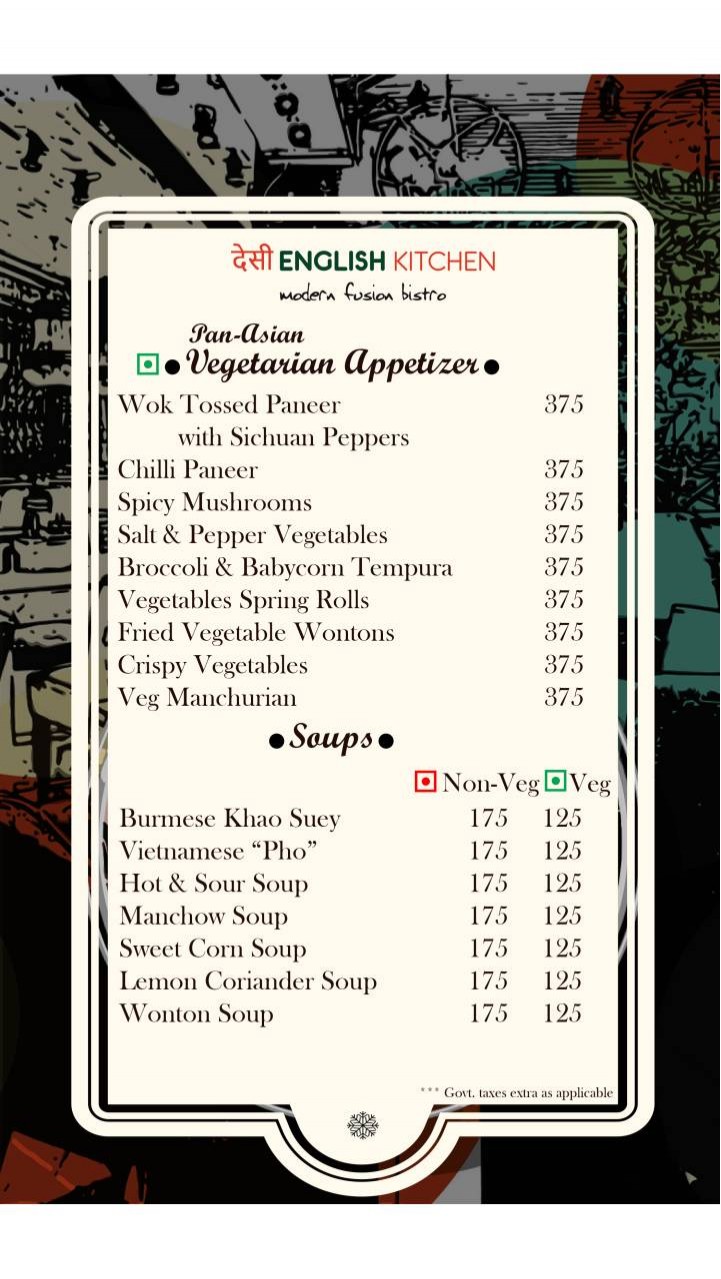 देसी ENGLISH KITCHEN
modern fusion bistro
Pan-Asian
●Vegetarian Appetizer●
Wok Tossed Paneer 375
with Sichuan Peppers
Chilli Paneer 375
Spicy Mushrooms 375
Salt & Pepper Vegetables 375
Broccoli & Babycorn Tempura 375
Vegetables Spring Rolls 375
Fried Vegetable Wontons 375
Crispy Vegetables 375
Veg Manchurian 375
●Soups●
Non-Veg Veg
Burmese Khao Suey 175 125
Vietnamese “Pho” 175 125
Hot & Sour Soup 175 125
Manchow Soup 175 125
Sweet Corn Soup 175 125
Lemon Coriander Soup 175 125
Wonton Soup 175 125
*** Govt. taxes extra as applicable